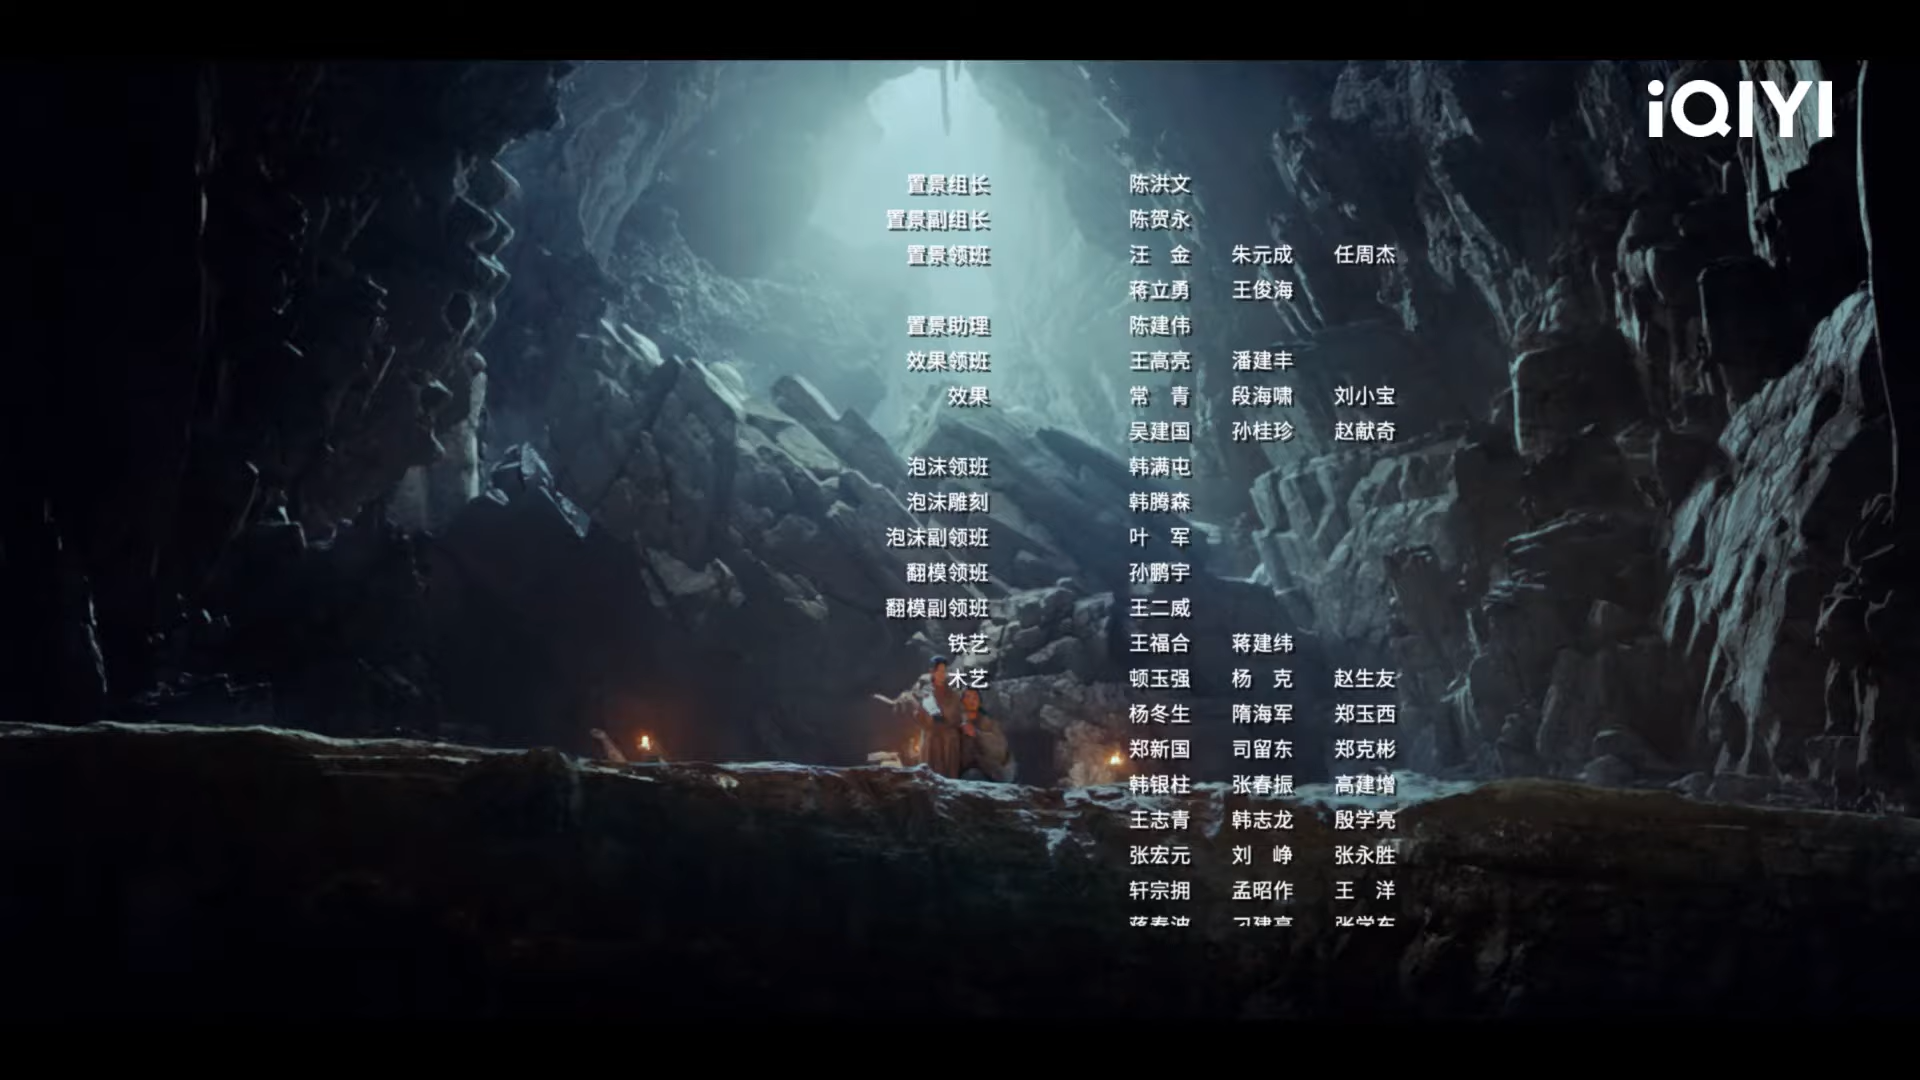 iQIYI
置景组长 陈洪文
置景副组长 陈贺永
置景领班 汪　金 朱元成 任周杰
蒋立勇 王俊海
置景助理 陈建伟
效果领班 王高亮 潘建丰
效果 常　青 段海啸 刘小宝
吴建国 孙桂珍 赵献奇
泡沫领班 韩满屯
泡沫雕刻 韩腾森
泡沫副领班 叶　军
翻模领班 孙鹏宇
翻模副领班 王二威
铁艺 王福合 蒋建纬
木艺 顿玉强 杨　克 赵生友
杨冬生 隋海军 郑玉西
郑新国 司留东 郑克彬
韩银柱 张春振 高建增
王志青 韩志龙 殷学亮
张宏元 刘　峥 张永胜
轩宗拥 孟昭作 王　洋